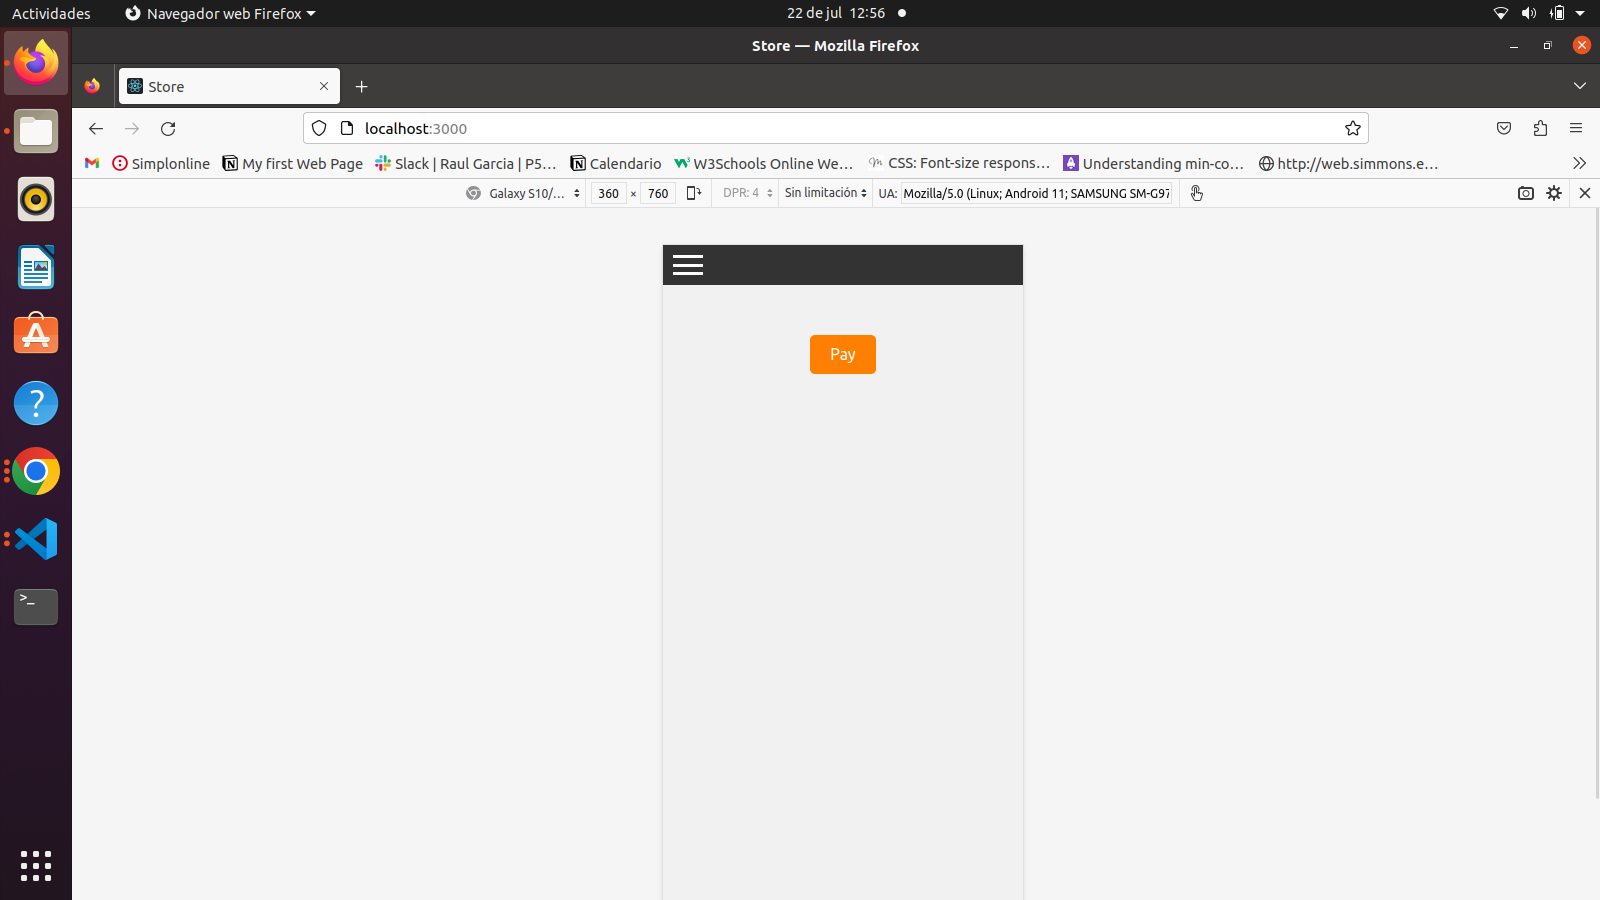 Actividades
Navegador web Firefox
22 de jul 12:56
Store — Mozilla Firefox
Store
localhost:3000
Simplonline
My first Web Page
Slack | Raul Garcia | P5…
Calendario
W3Schools Online We…
CSS: Font-size respons…
Understanding min-co…
http://web.simmons.e…
Galaxy S10/…
360 × 760
DPR: 4
Sin limitación
UA: Mozilla/5.0 (Linux; Android 11; SAMSUNG SM-G97
Pay